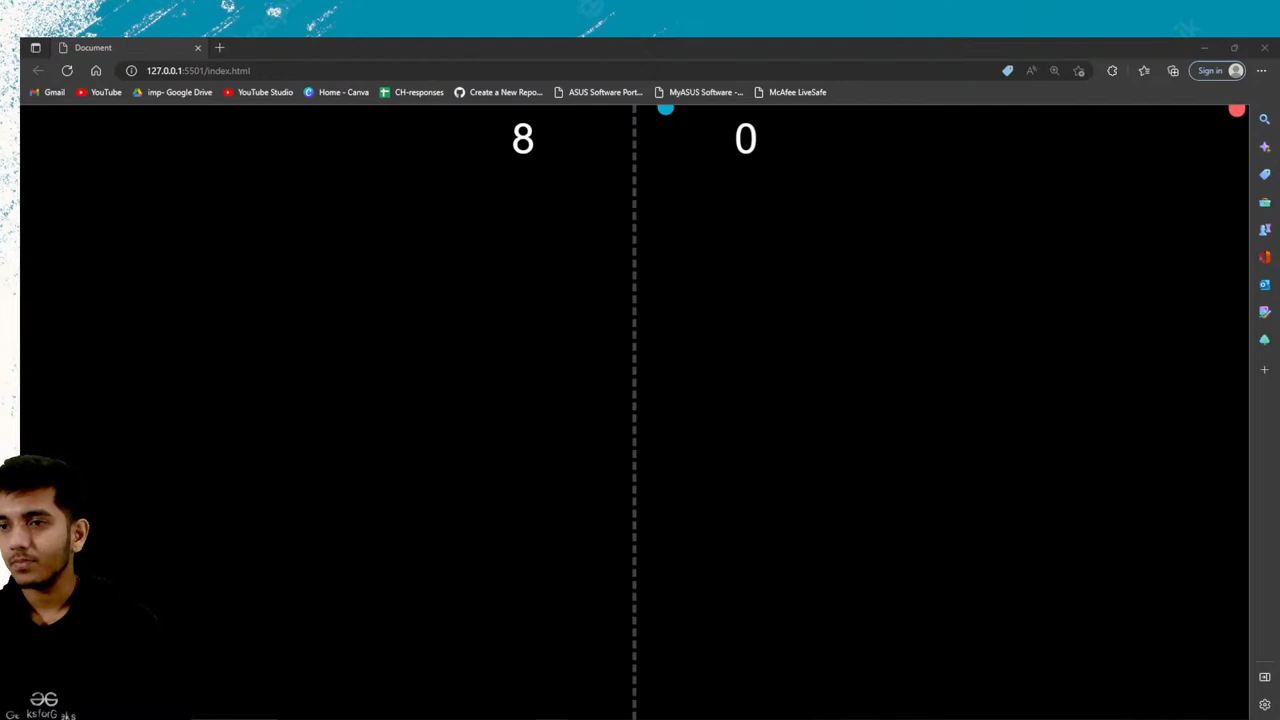 Document
127.0.0.1:5501/index.html
Sign in
Gmail YouTube imp- Google Drive YouTube Studio Home - Canva CH-responses Create a New Repo... ASUS Software Port... MyASUS Software -... McAfee LiveSafe
8 0